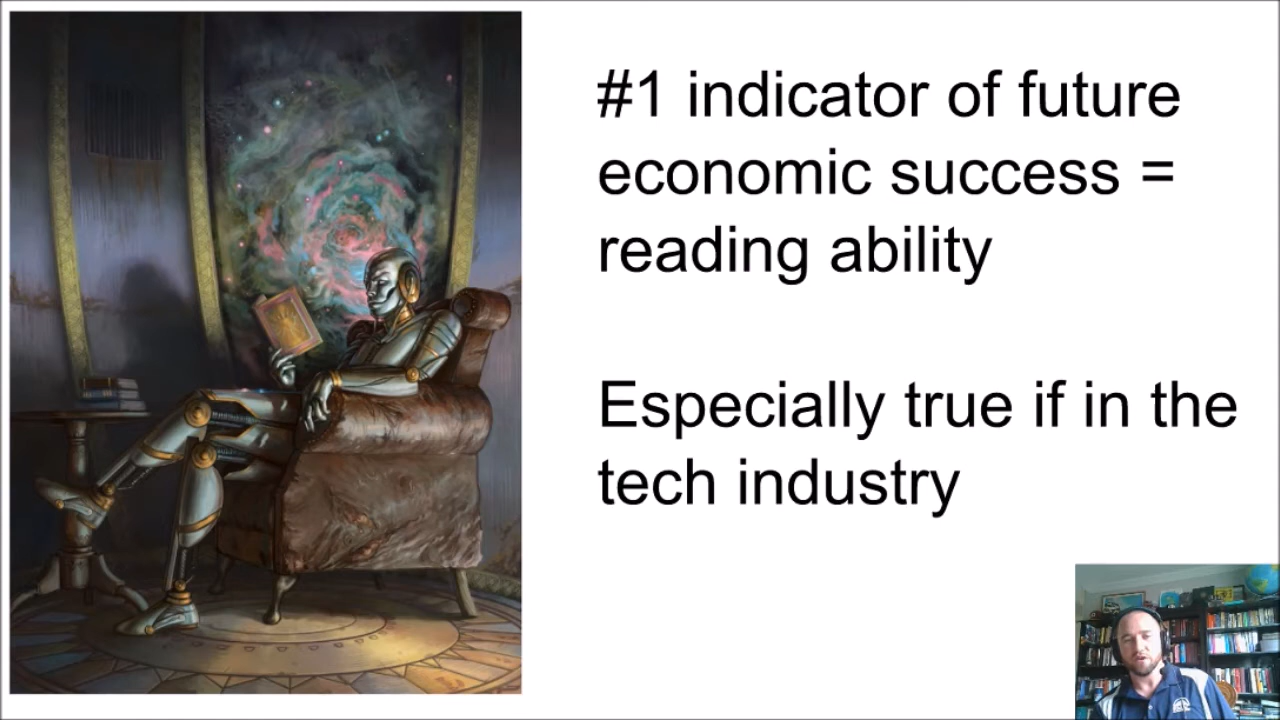 #1 indicator of future
economic success =
reading ability
Especially true if in the
tech industry